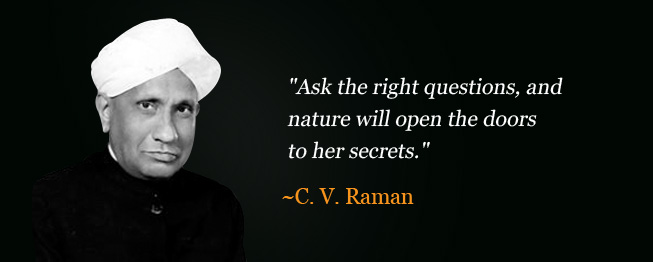 "Ask the right questions, and
nature will open the doors
to her secrets."
~C. V. Raman